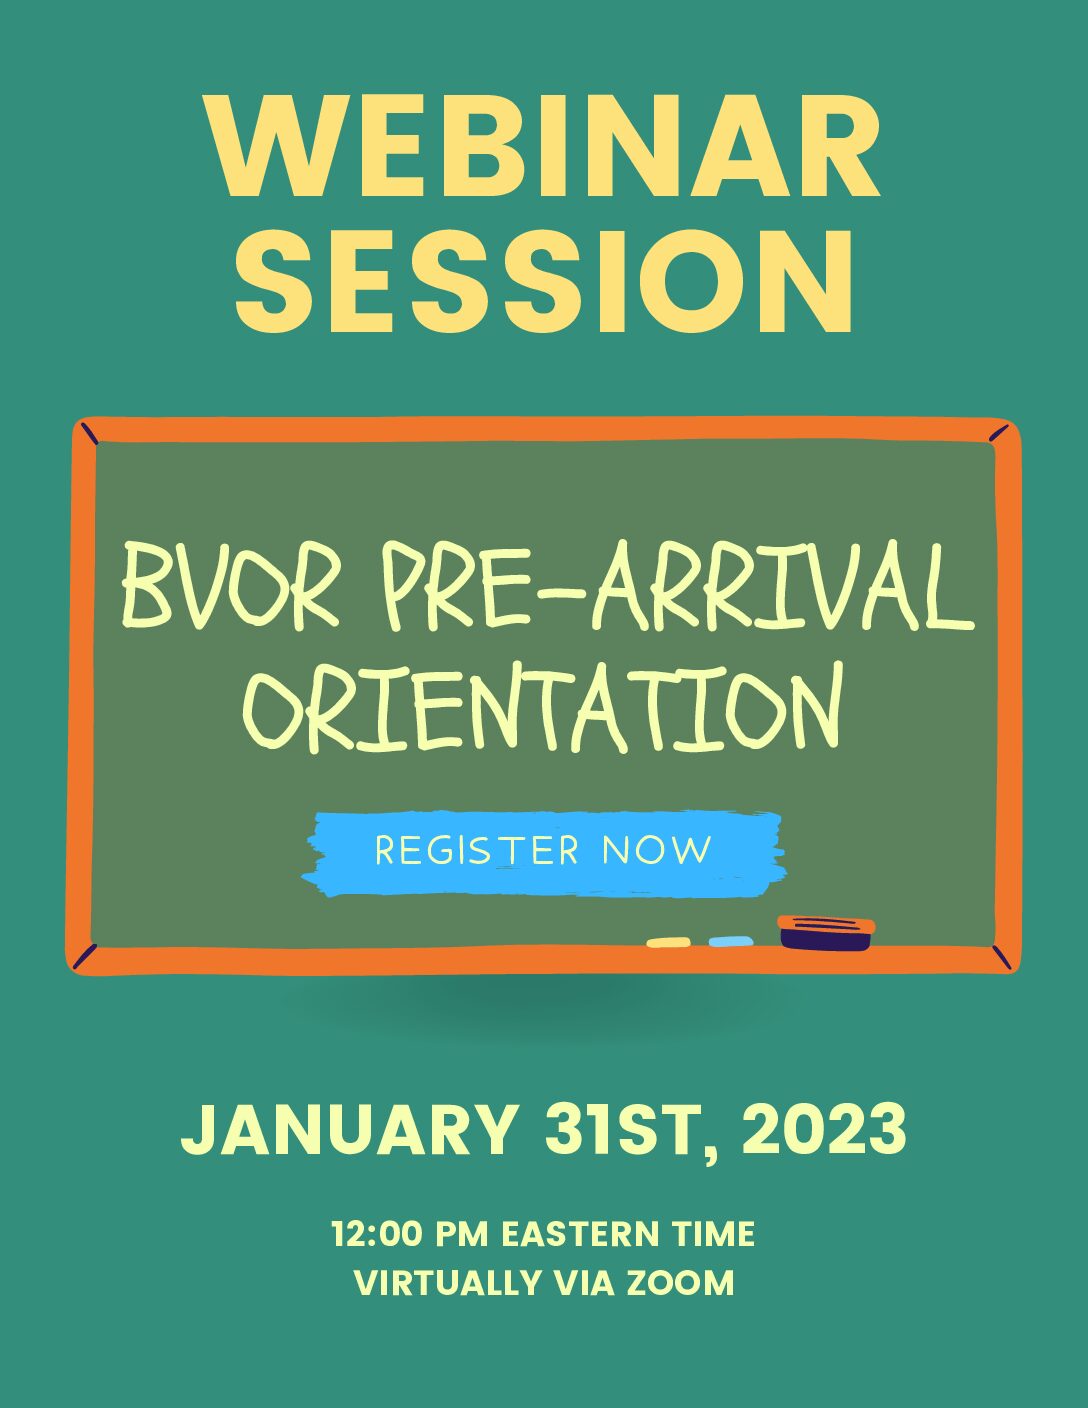 WEBINAR
SESSION
BVOR PRE-ARRIVAL
ORIENTATION
REGISTER NOW
JANUARY 31ST, 2023
12:00 PM EASTERN TIME
VIRTUALLY VIA ZOOM